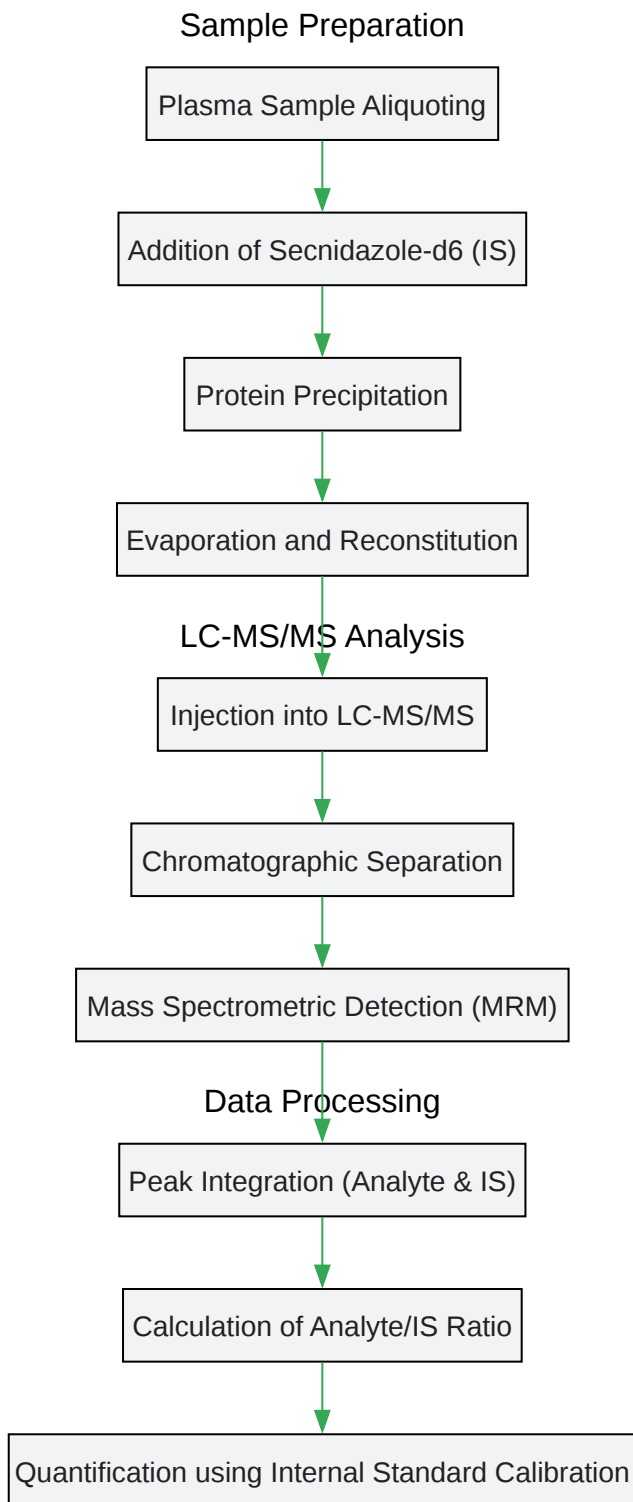 Sample Preparation
Plasma Sample Aliquoting
Addition of Secnidazole-d6 (IS)
Protein Precipitation
Evaporation and Reconstitution
LC-MS/MS Analysis
Injection into LC-MS/MS
Chromatographic Separation
Mass Spectrometric Detection (MRM)
Data Processing
Peak Integration (Analyte & IS)
Calculation of Analyte/IS Ratio
Quantification using Internal Standard Calibration